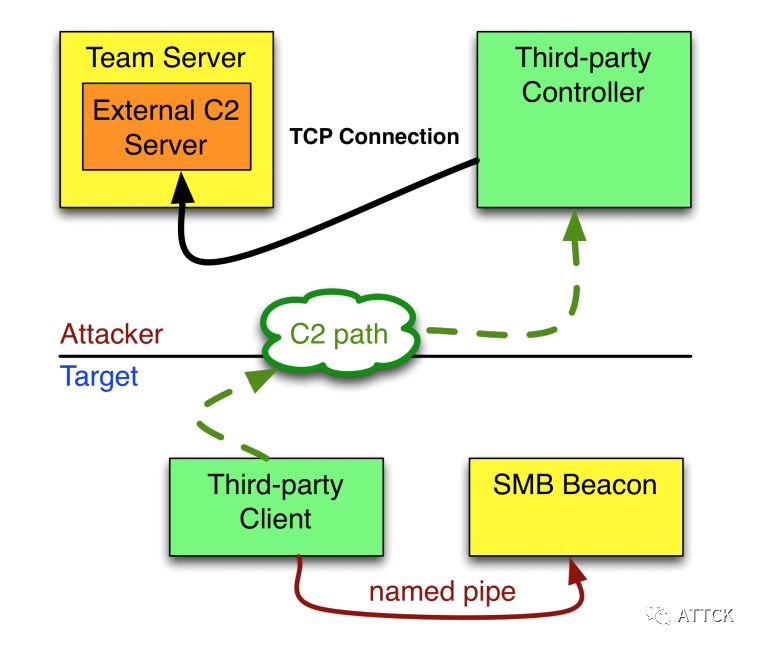 Team Server
External C2
Server
Third-party
Controller
TCP Connection
Attacker
C2 path
Target
Third-party
Client
SMB Beacon
named pipe
ATTCK